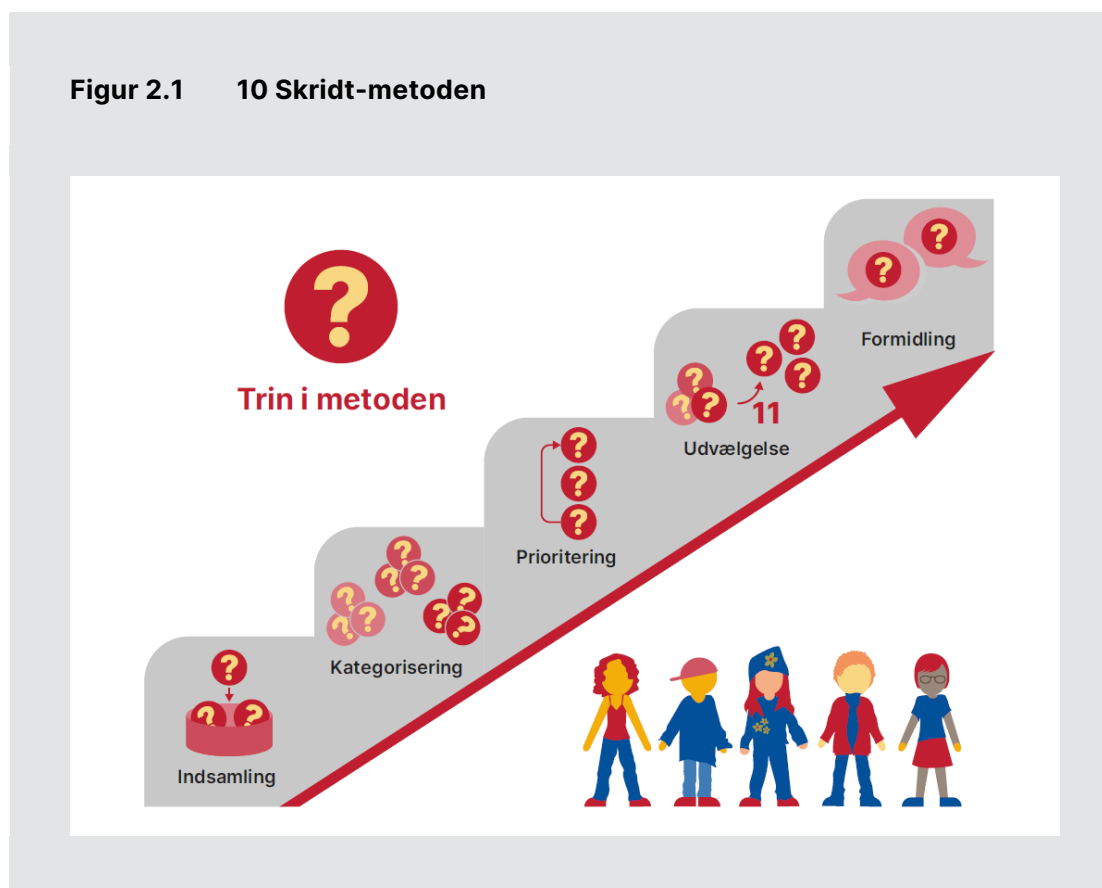 Figur 2.1 10 Skridt-metoden
?
Trin i metoden
? ?
Formidling
? ? ? ? ? ?
11
Udvælgelse
? ? ?
Prioritering
? ? ? ? ? ? ? ? ?
Kategorisering
? ? ?
Indsamling